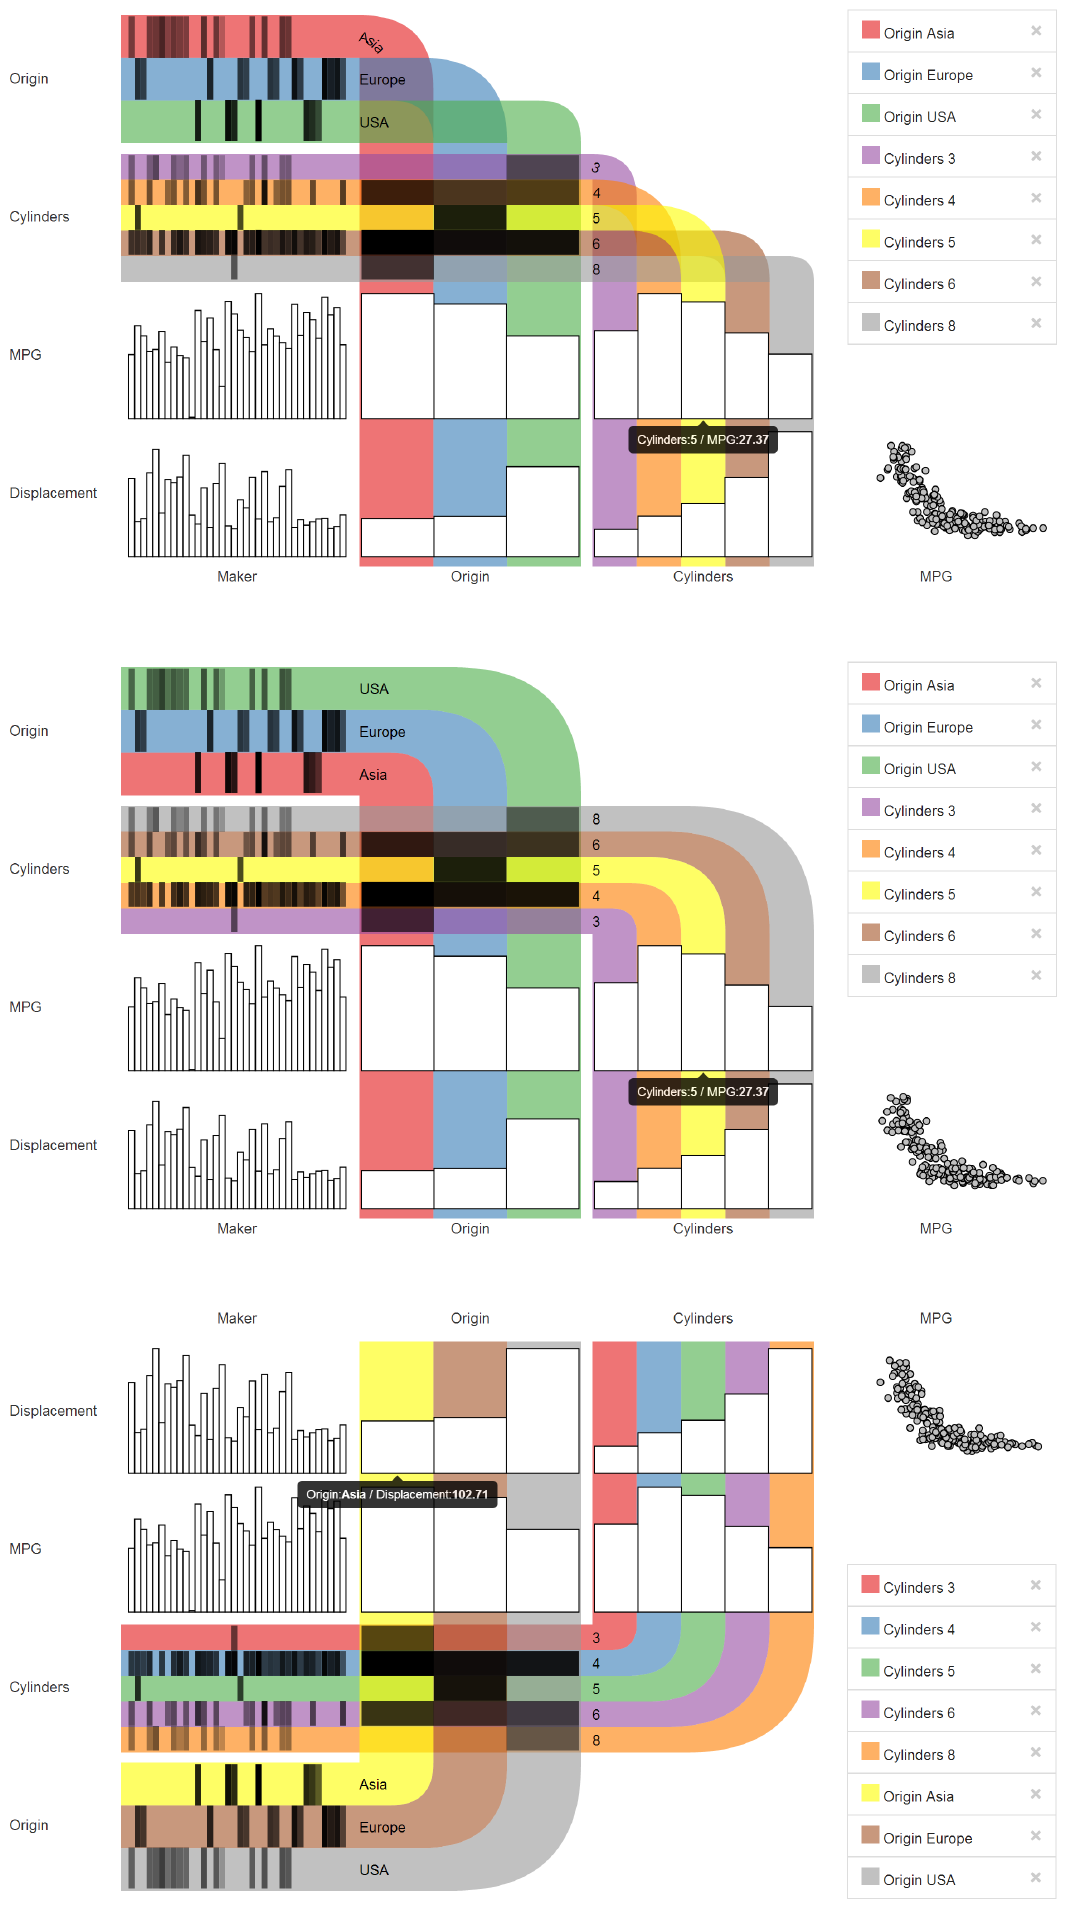 Origin
Asia
Europe
USA
Cylinders
3
4
5
6
8
MPG
Cylinders:5 / MPG:27.37
Displacement
Maker
Origin
Cylinders
MPG
Origin Asia ×
Origin Europe ×
Origin USA ×
Cylinders 3 ×
Cylinders 4 ×
Cylinders 5 ×
Cylinders 6 ×
Cylinders 8 ×
Origin
USA
Europe
Asia
Cylinders
8
6
5
4
3
MPG
Cylinders:5 / MPG:27.37
Displacement
Maker
Origin
Cylinders
MPG
Origin Asia ×
Origin Europe ×
Origin USA ×
Cylinders 3 ×
Cylinders 4 ×
Cylinders 5 ×
Cylinders 6 ×
Cylinders 8 ×
Maker
Origin
Cylinders
MPG
Displacement
Origin:Asia / Displacement:102.71
MPG
Cylinders
3
4
5
6
8
Origin
Asia
Europe
USA
Cylinders 3 ×
Cylinders 4 ×
Cylinders 5 ×
Cylinders 6 ×
Cylinders 8 ×
Origin Asia ×
Origin Europe ×
Origin USA ×